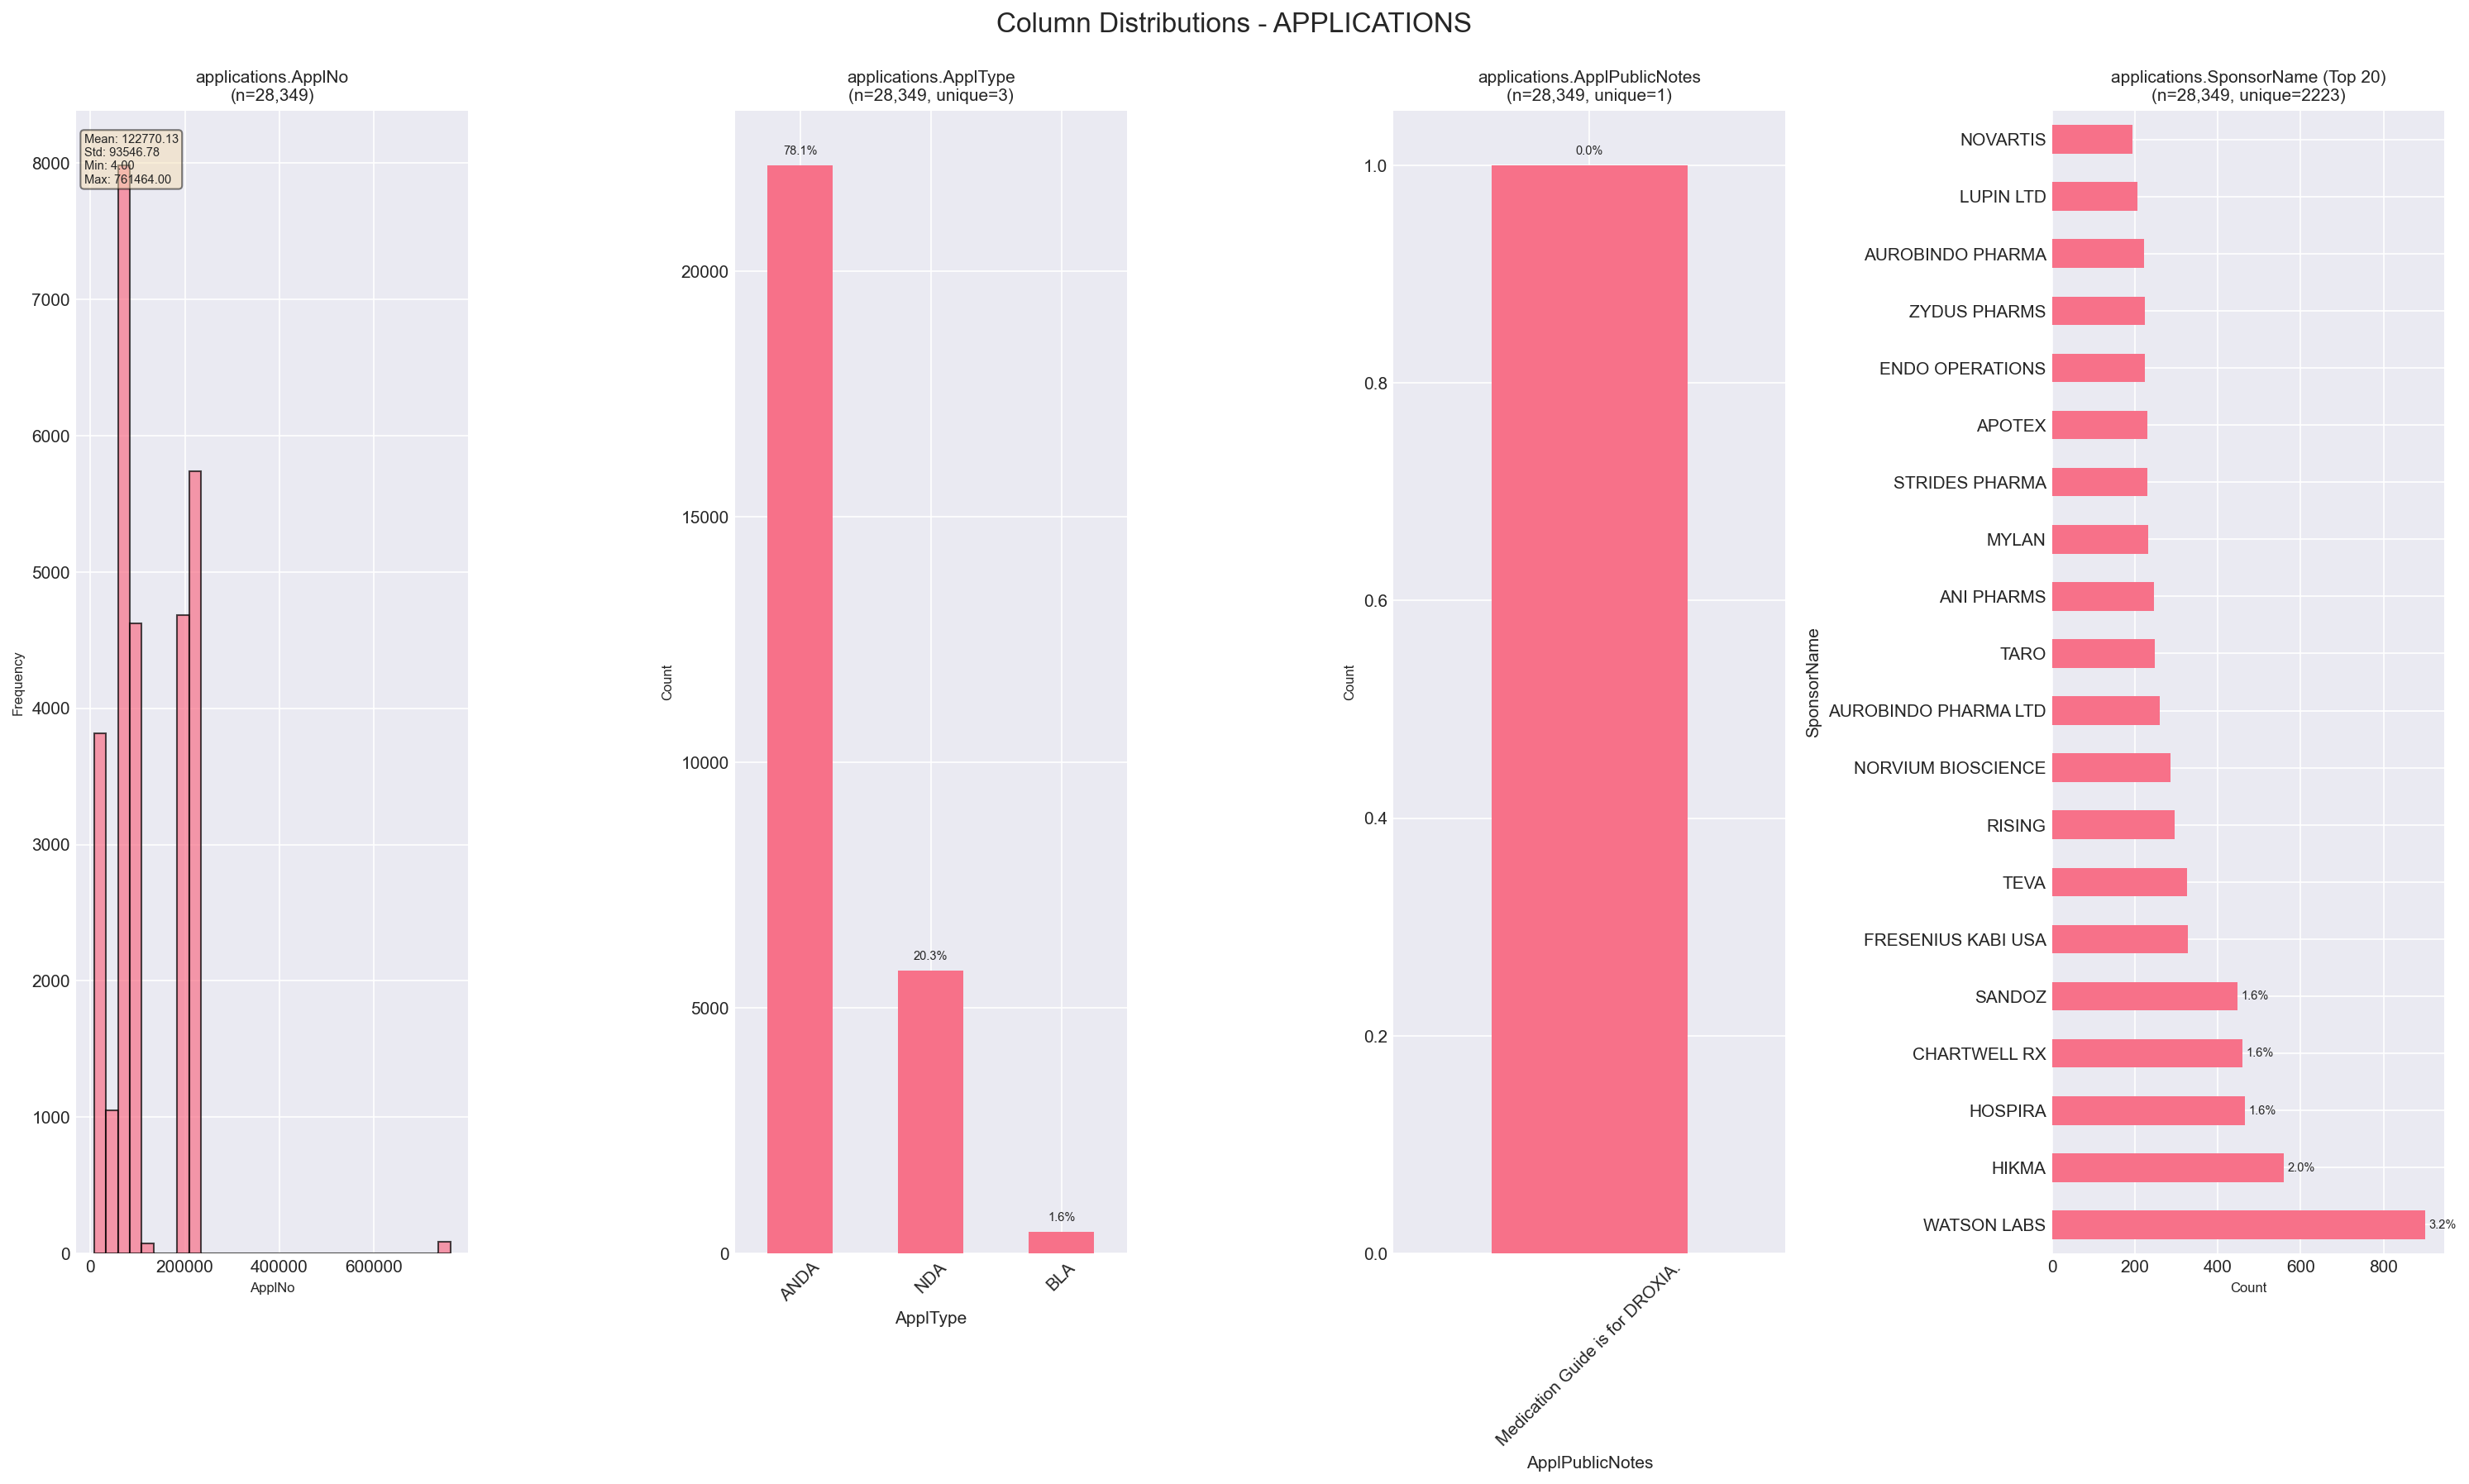 Column Distributions - APPLICATIONS
applications.ApplNo
(n=28,349)
Mean: 122770.13
Std: 93546.78
Min: 4.00
Max: 761464.00
8000
7000
6000
5000
4000
3000
2000
1000
0
Frequency
0 200000 400000 600000
ApplNo
applications.ApplType
(n=28,349, unique=3)
78.1%
20.3%
1.6%
20000
15000
10000
5000
0
Count
ANDA
NDA
BLA
ApplType
applications.ApplPublicNotes
(n=28,349, unique=1)
0.0%
1.0
0.8
0.6
0.4
0.2
0.0
Count
Medication Guide is for DROXIA.
ApplPublicNotes
applications.SponsorName (Top 20)
(n=28,349, unique=2223)
SponsorName
NOVARTIS
LUPIN LTD
AUROBINDO PHARMA
ZYDUS PHARMS
ENDO OPERATIONS
APOTEX
STRIDES PHARMA
MYLAN
ANI PHARMS
TARO
AUROBINDO PHARMA LTD
NORVIUM BIOSCIENCE
RISING
TEVA
FRESENIUS KABI USA
SANDOZ 1.6%
CHARTWELL RX 1.6%
HOSPIRA 1.6%
HIKMA 2.0%
WATSON LABS 3.2%
0 200 400 600 800
Count